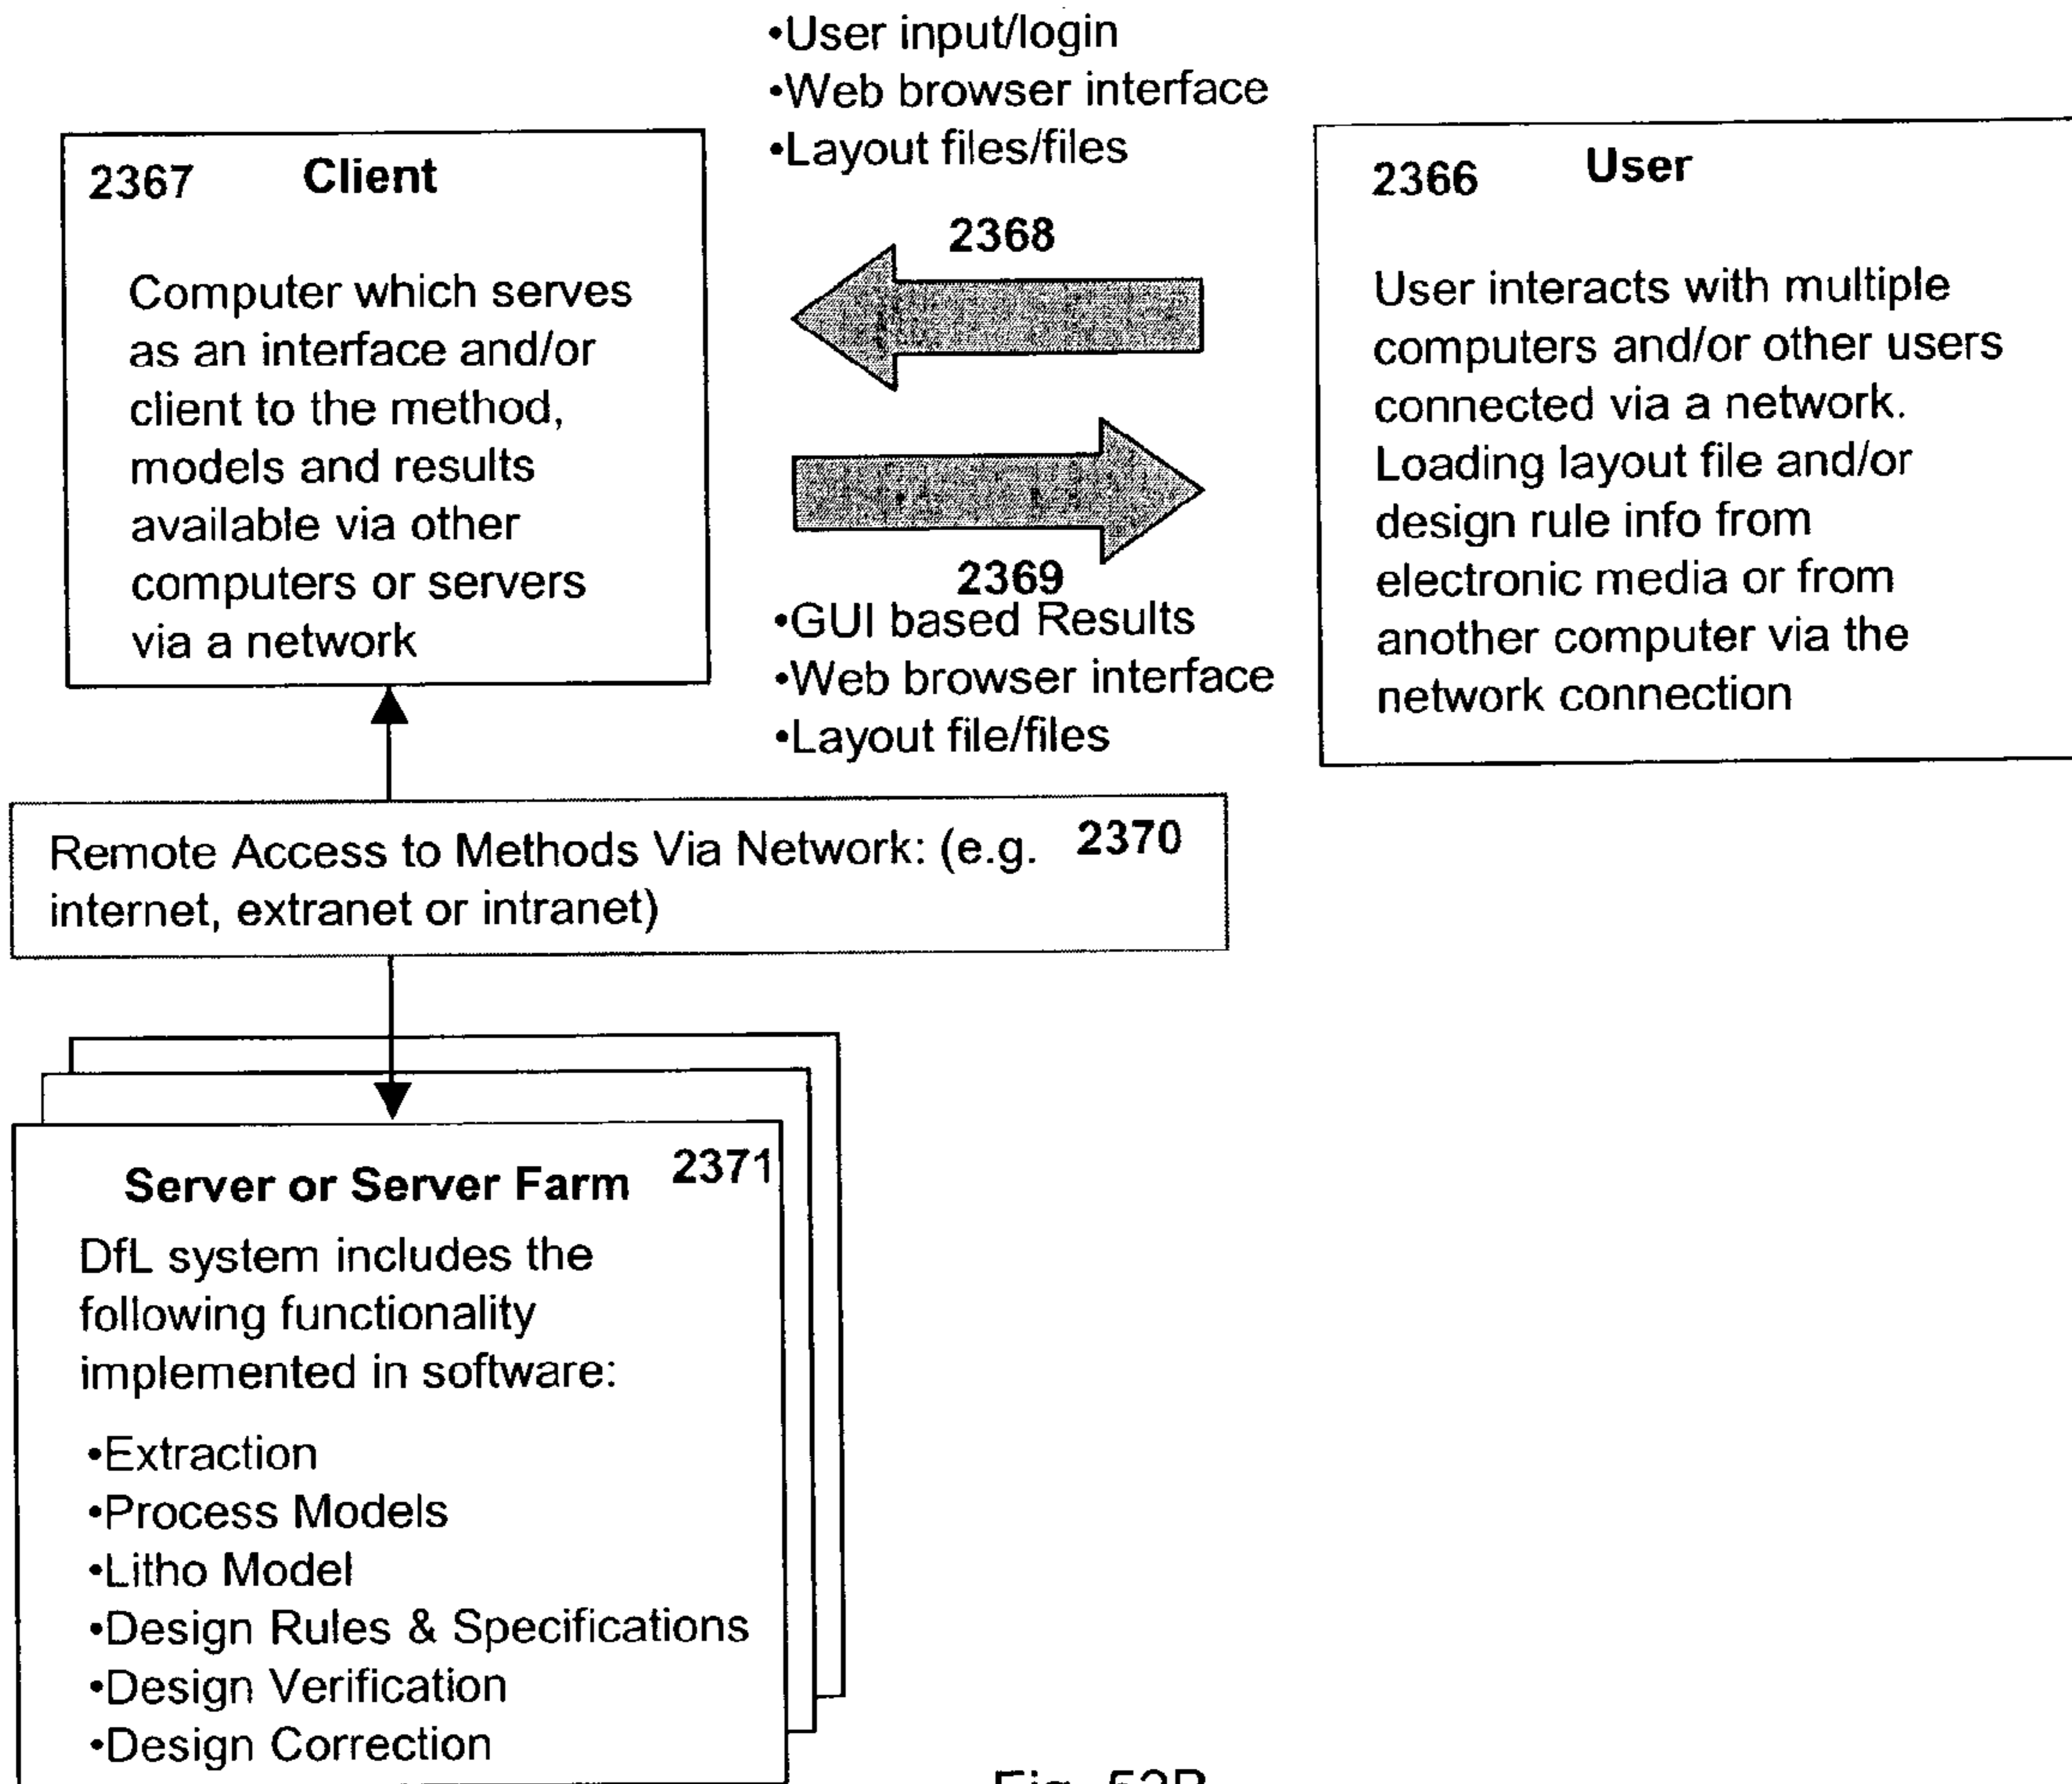 •User input/login
•Web browser interface
•Layout files/files
2367 Client
Computer which serves
as an interface and/or
client to the method,
models and results
available via other
computers or servers
via a network
2368
2369
•GUI based Results
•Web browser interface
•Layout file/files
2366 User
User interacts with multiple
computers and/or other users
connected via a network.
Loading layout file and/or
design rule info from
electronic media or from
another computer via the
network connection
Remote Access to Methods Via Network: (e.g. 2370
internet, extranet or intranet)
Server or Server Farm 2371
DfL system includes the
following functionality
implemented in software:
•Extraction
•Process Models
•Litho Model
•Design Rules & Specifications
•Design Verification
•Design Correction